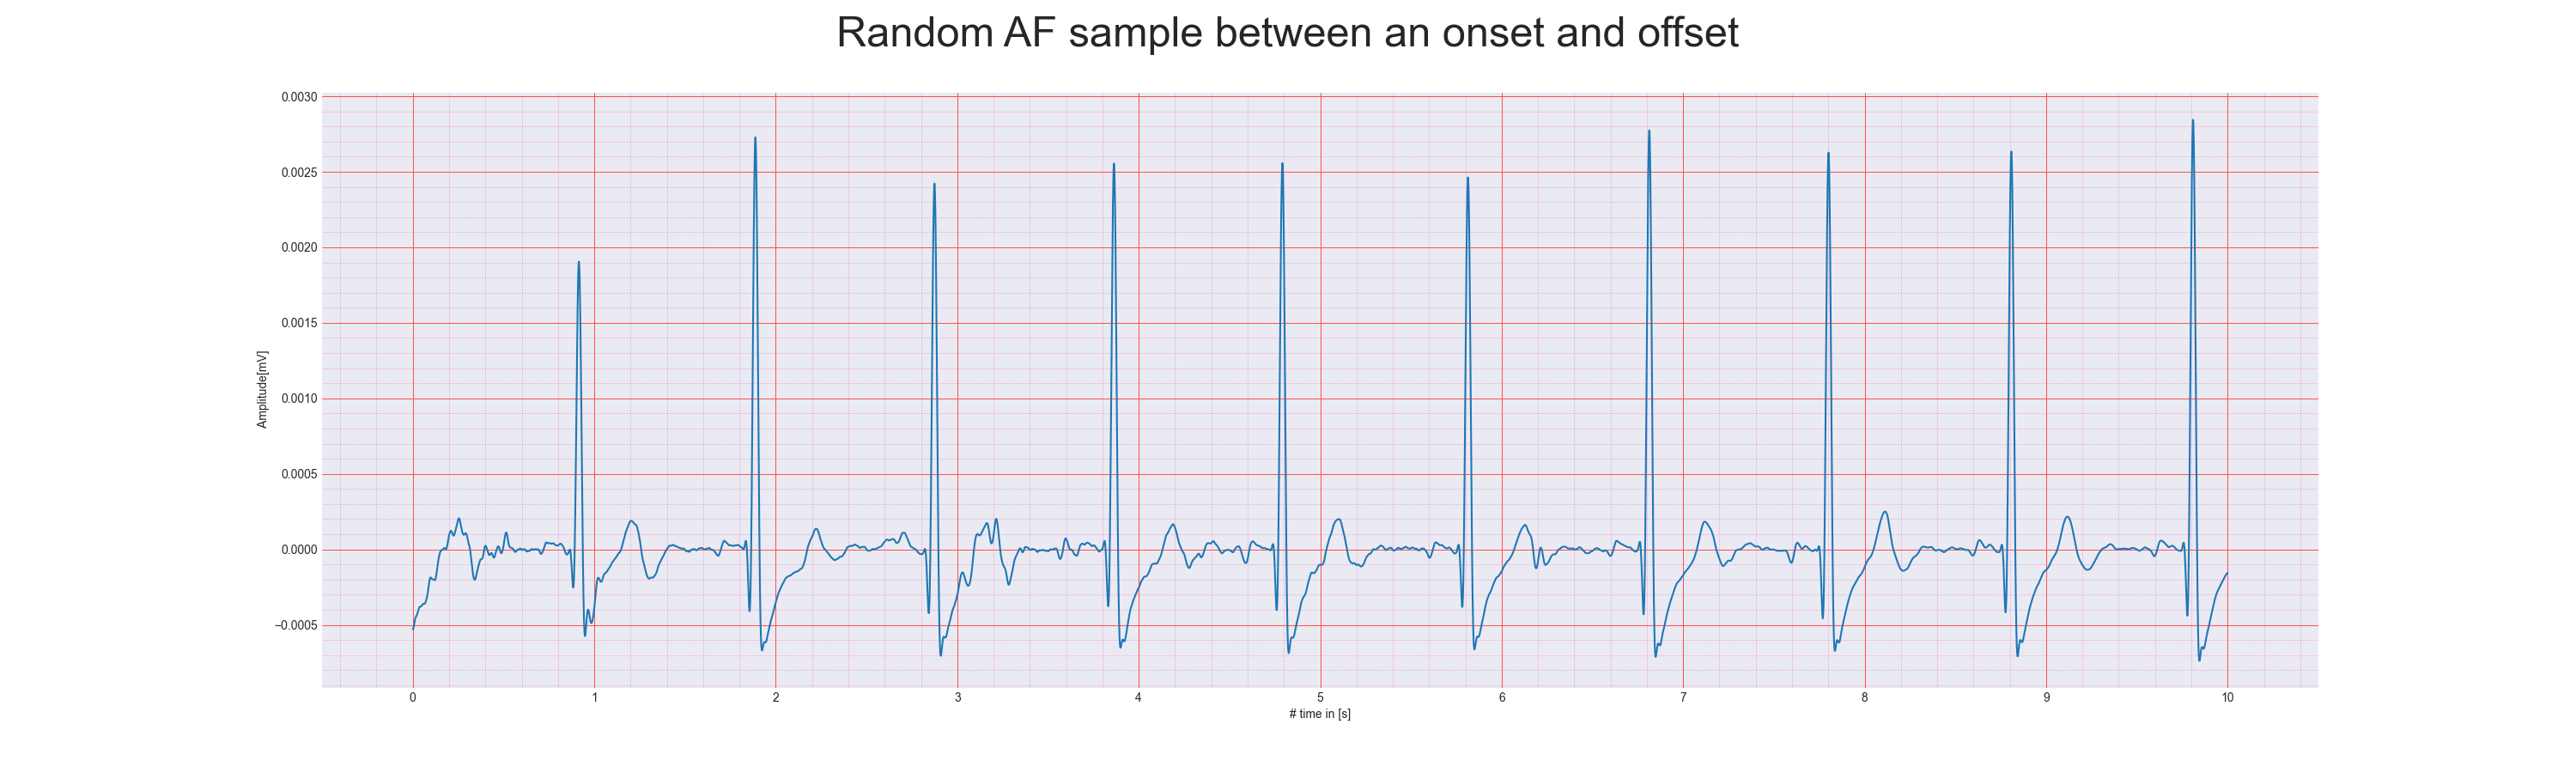 Random AF sample between an onset and offset
0.0030
0.0025
0.0020
0.0015
0.0010
0.0005
0.0000
−0.0005
Amplitude[mV]
0 1 2 3 4 5 6 7 8 9 10
# time in [s]